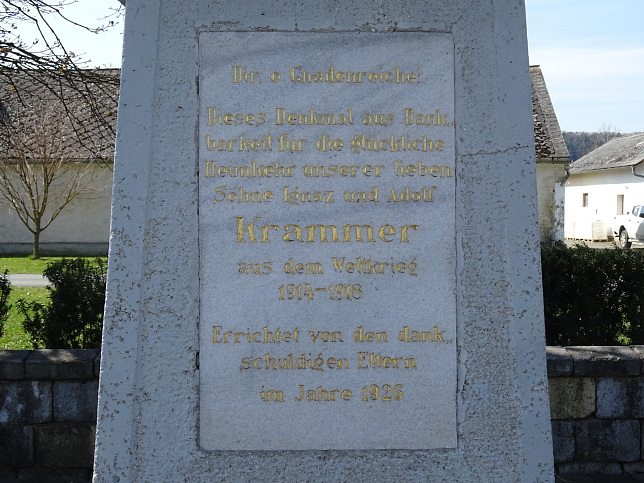 Dir, o Gnadenreiche!
Dieses Denkmal aus Dank„
barkeit für die glückliche
Heimkehr unserer lieben
Söhne Ignaz und Adolf
Krammer
aus dem Weltkrieg
1914-1918
Errichtet von den dank„
schuldigen Eltern
im Jahre 1926